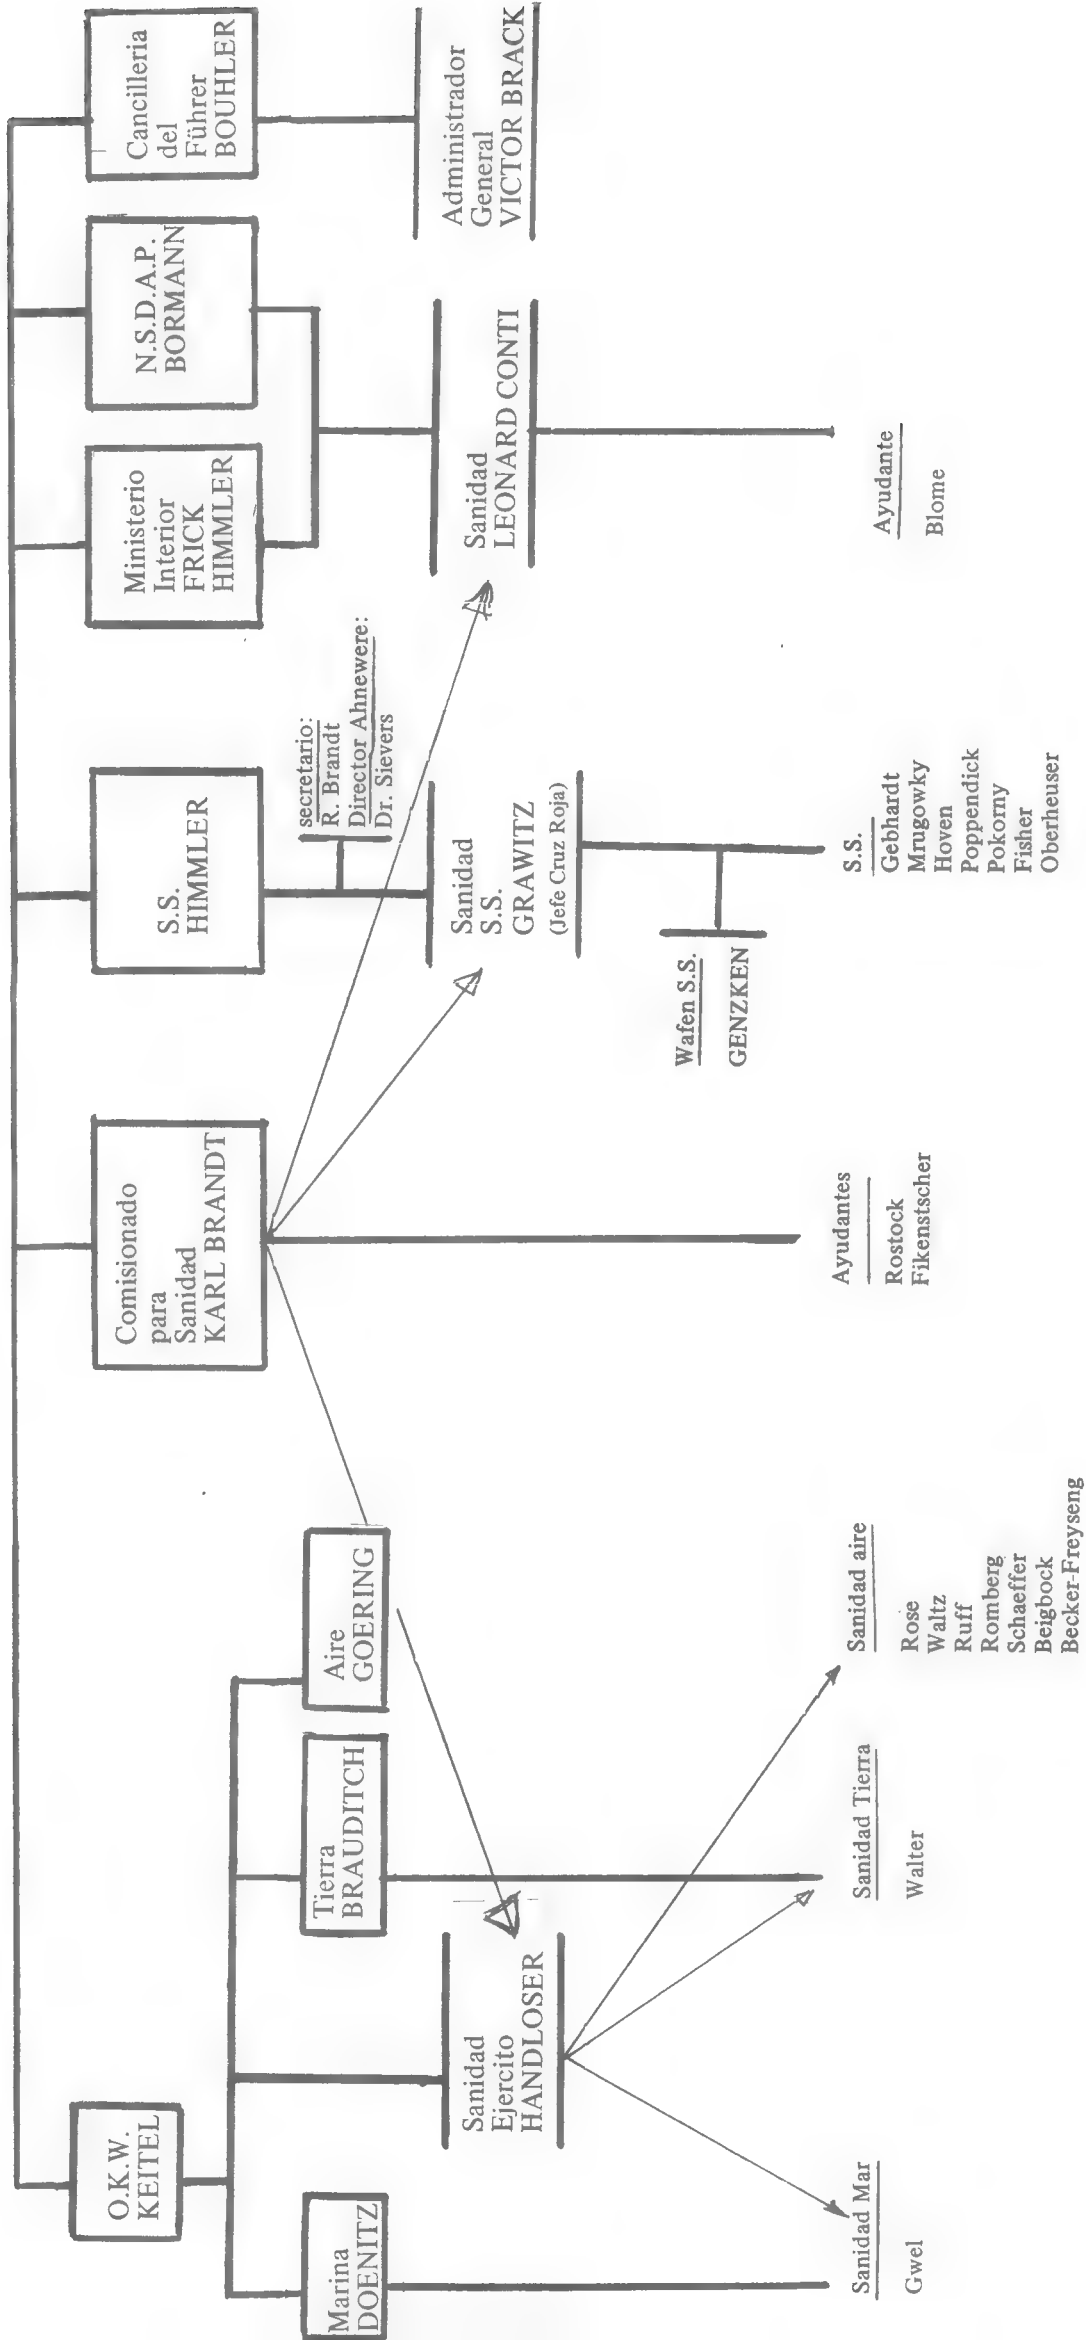 O.K.W.
KEITEL
Marina
DOENITZ
Sanidad
Ejercito
HANDLOSER
Tierra
BRAUDITCH
Aire
GOERING
Sanidad Mar
Gwel
Sanidad Tierra
Walter
Sanidad aire
Rose
Waltz
Ruff
Romberg
Schaeffer
Beigbock
Becker-Freyseng
Comisionado
para
Sanidad
KARL BRANDT
Ayudantes
Rostock
Fikenstscher
S.S.
HIMMLER
secretario:
R. Brandt
Director Ahnewere:
Dr. Sievers
Sanidad
S.S.
GRAWITZ
(Jefe Cruz Roja)
Wafen S.S.
GENZKEN
S.S.
Gebhardt
Mrugowky
Hoven
Poppendick
Pokorny
Fisher
Oberheuser
Ministerio
Interior
FRICK
HIMMLER
N.S.D.A.P.
BORMANN
Sanidad
LEONARD CONTI
Ayudante
Blome
Cancilleria
del
Führer
BOUHLER
Administrador
General
VICTOR BRACK